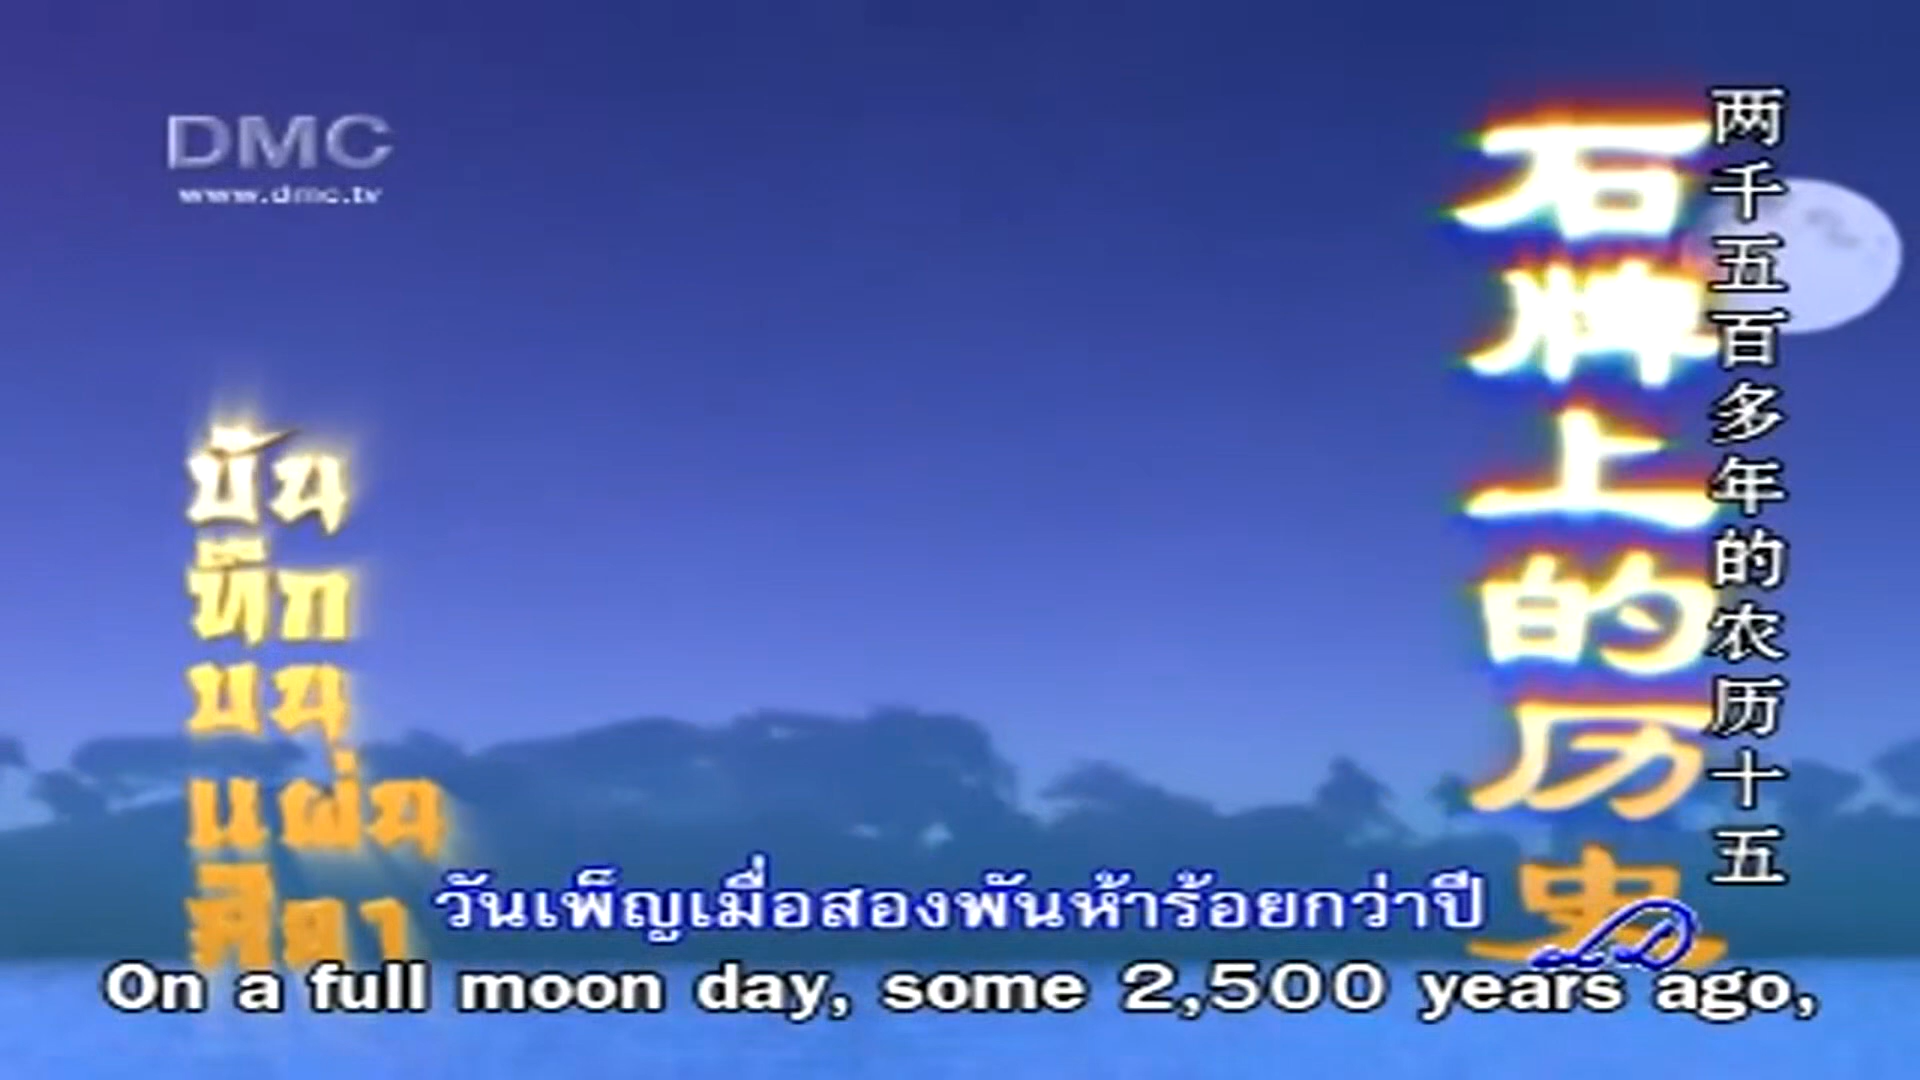 DMC
www.dmc.tv
两千五百多年的农历十五
石牌上的历史
บัน
ทึก
บน
แผ่น
ศิลา
วันเพ็ญเมื่อสองพันห้าร้อยกว่าปี
On a full moon day, some 2,500 years ago,